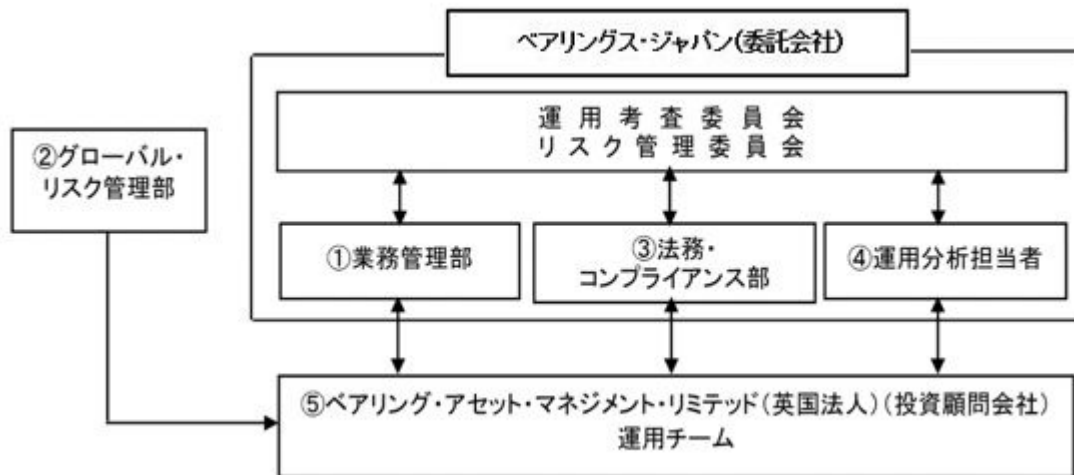 ベアリングス・ジャパン(委託会社)
運用考査委員会
リスク管理委員会
②グローバル・
リスク管理部
①業務管理部
③法務・
コンプライアンス部
④運用分析担当者
⑤ベアリング・アセット・マネジメント・リミテッド(英国法人)(投資顧問会社)
運用チーム